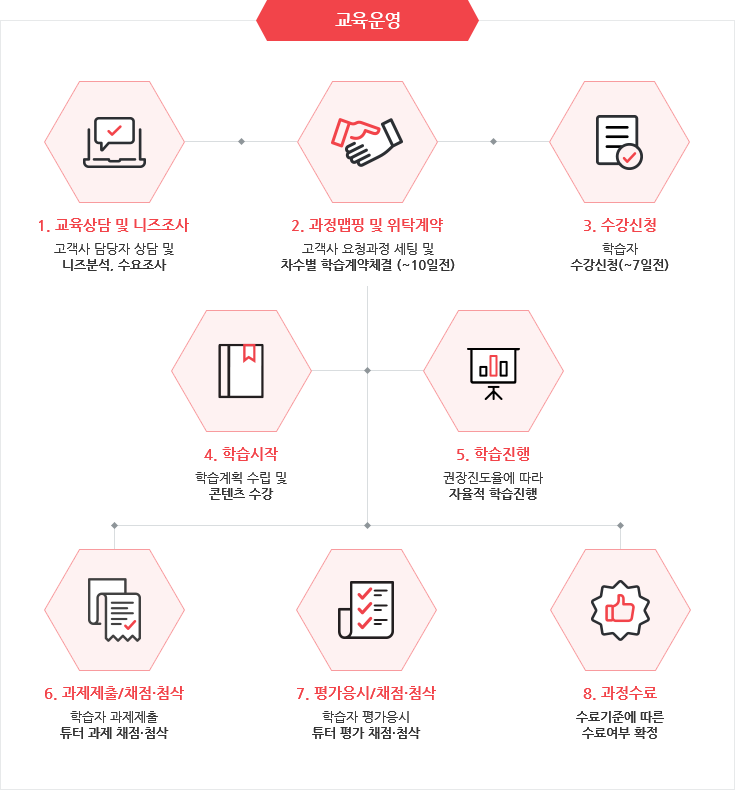 교육운영
1. 교육상담 및 니즈조사
고객사 담당자 상담 및
니즈분석, 수요조사
2. 과정맵핑 및 위탁계약
고객사 요청과정 세팅 및
차수별 학습계약체결 (~10일전)
3. 수강신청
학습자
수강신청(~7일전)
4. 학습시작
학습계획 수립 및
콘텐츠 수강
5. 학습진행
권장진도율에 따라
자율적 학습진행
6. 과제제출/채점·첨삭
학습자 과제제출
튜터 과제 채점·첨삭
7. 평가응시/채점·첨삭
학습자 평가응시
튜터 평가 채점·첨삭
8. 과정수료
수료기준에 따른
수료여부 확정